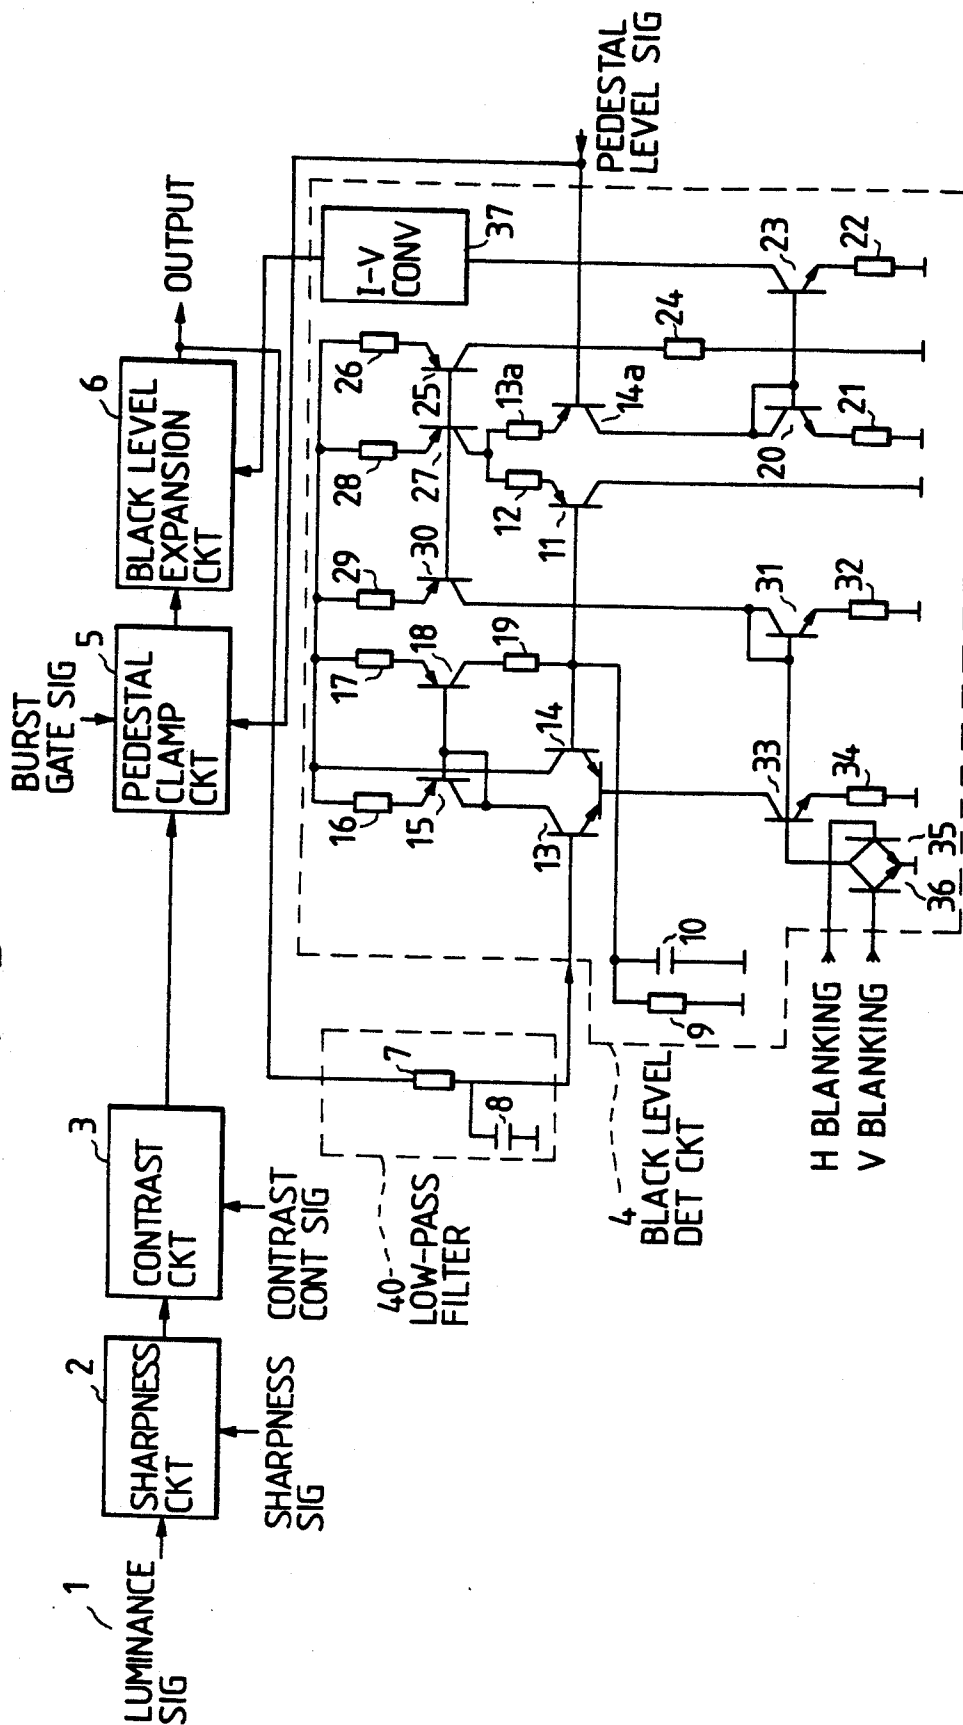 1
LUMINANCE
SIG
2
SHARPNESS
CKT
SHARPNESS
SIG
3
CONTRAST
CKT
CONTRAST
CONT SIG
BURST
GATE SIG
5
PEDESTAL
CLAMP
CKT
6
BLACK LEVEL
EXPANSION
CKT
OUTPUT
40
LOW-PASS
FILTER
7
8
4
BLACK LEVEL
DET CKT
9
10
H BLANKING
V BLANKING
16
15
13
14
17
18
19
29
30
28
27
25
26
12
11
13a
14a
I-V
CONV
37
PEDESTAL
LEVEL SIG
24
20
21
23
22
31
32
33
34
35
36